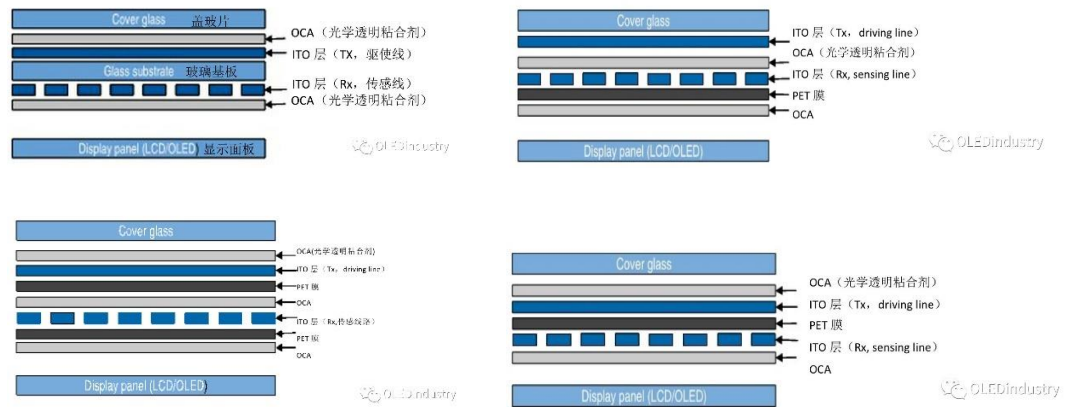 Cover glass 盖玻片
OCA（光学透明粘合剂）
ITO 层（TX，驱使线）
Glass substrate 玻璃基板
ITO 层（Rx，传感线）
OCA（光学透明粘合剂）
Display panel (LCD/OLED) 显示面板
OLEDindustry
Cover glass
ITO 层（Tx，driving line）
OCA（光学透明粘合剂）
ITO 层（Rx, sensing line）
PET 膜
OCA
Display panel (LCD/OLED)
OLEDindustry
Cover glass
OCA(光学透明粘合剂)
ITO 层（Tx，driving line）
PET 膜
OCA
ITO 层（Rx,传感线路）
PET 膜
OCA
Display panel (LCD/OLED)
OLEDindustry
Cover glass
OCA（光学透明粘合剂）
ITO 层（Tx，driving line）
PET 膜
ITO 层（Rx, sensing line）
OCA
Display panel (LCD/OLED)
OLEDindustry